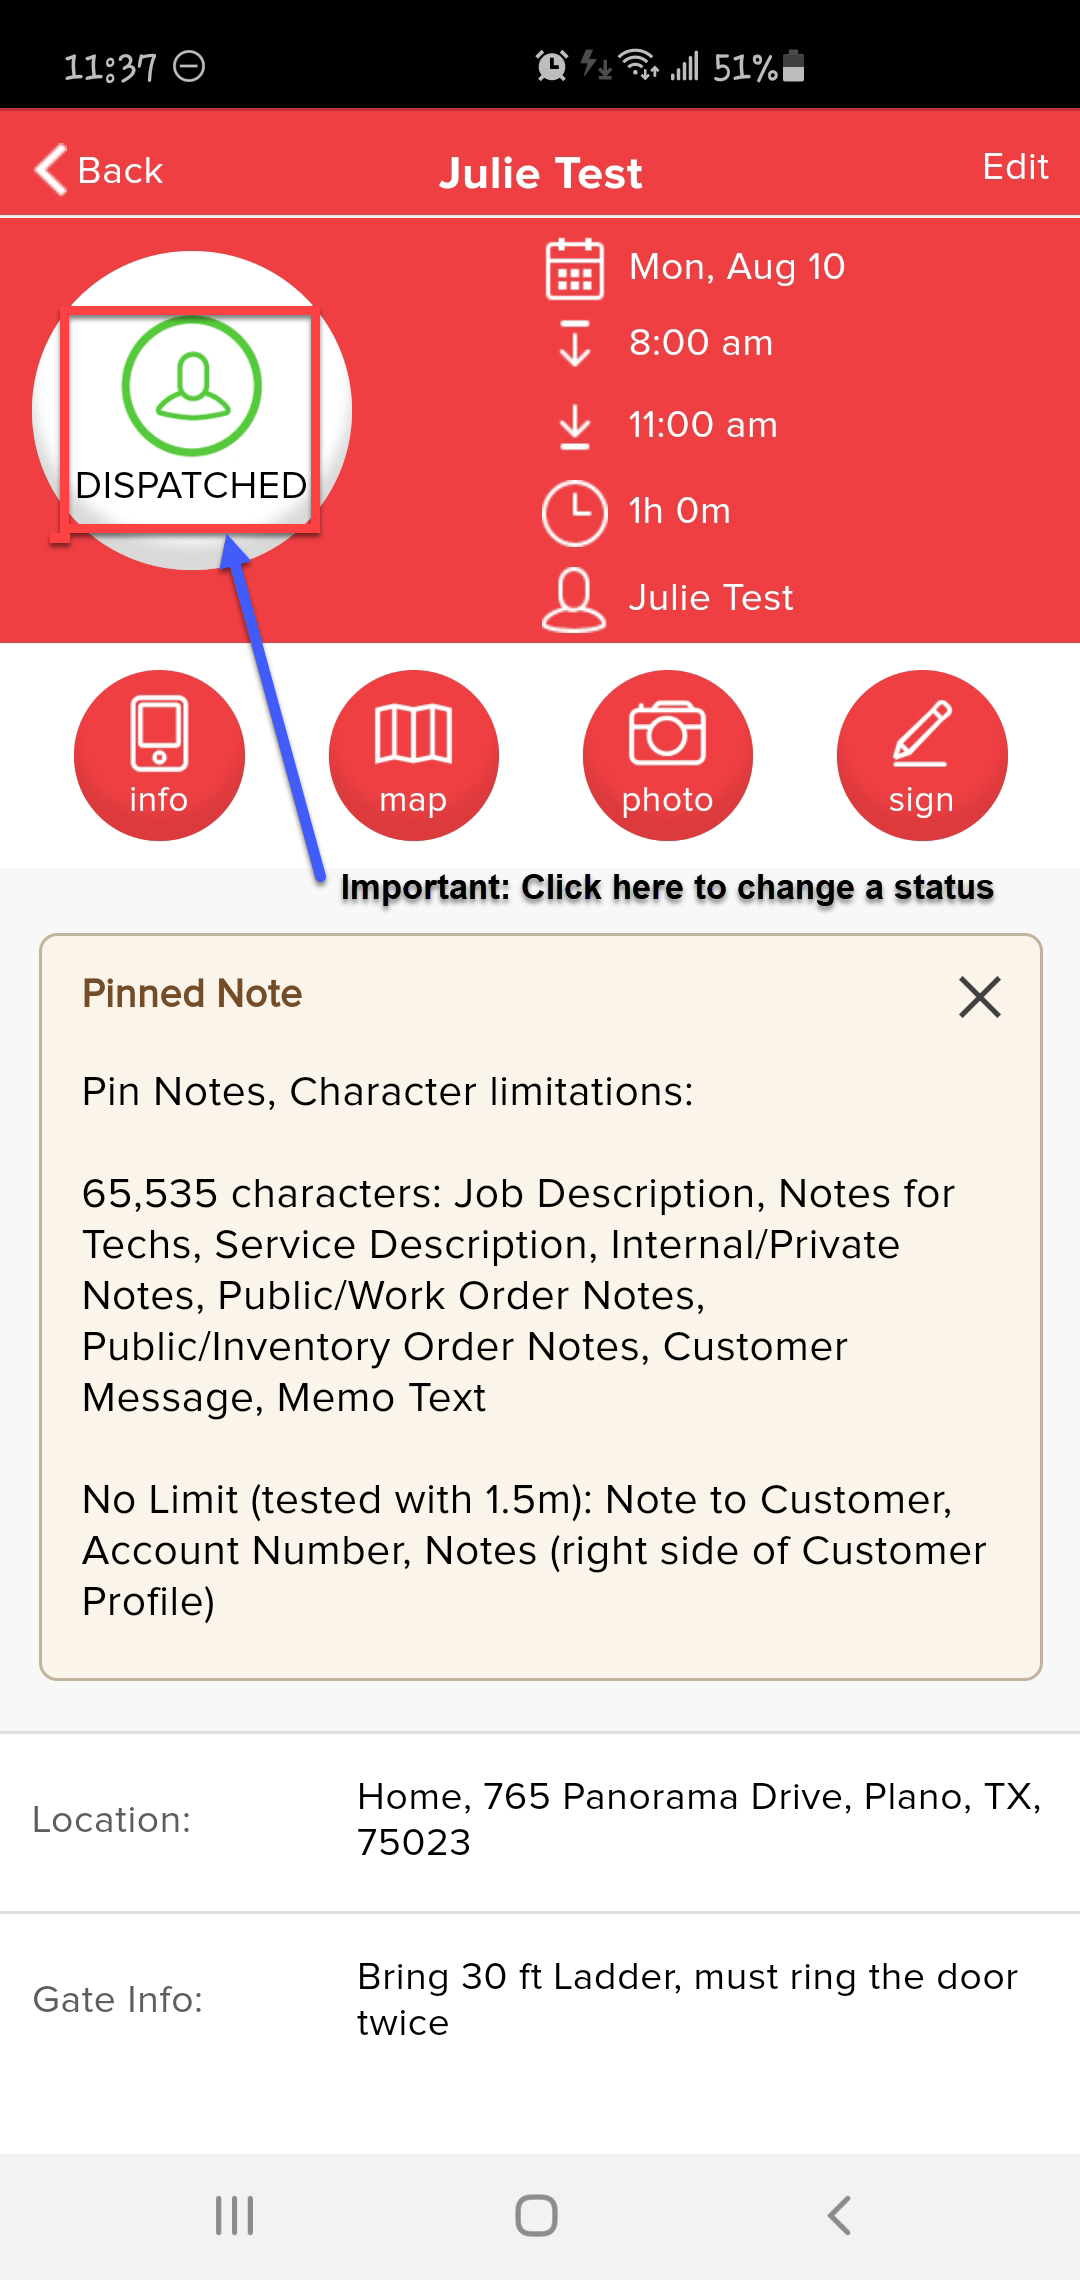 11:37
51%
Back
Julie Test
Edit
DISPATCHED
Mon, Aug 10
8:00 am
11:00 am
1h 0m
Julie Test
info
map
photo
sign
Important: Click here to change a status
Pinned Note
Pin Notes, Character limitations:
65,535 characters: Job Description, Notes for
Techs, Service Description, Internal/Private
Notes, Public/Work Order Notes,
Public/Inventory Order Notes, Customer
Message, Memo Text
No Limit (tested with 1.5m): Note to Customer,
Account Number, Notes (right side of Customer
Profile)
Location:
Home, 765 Panorama Drive, Plano, TX,
75023
Gate Info:
Bring 30 ft Ladder, must ring the door
twice